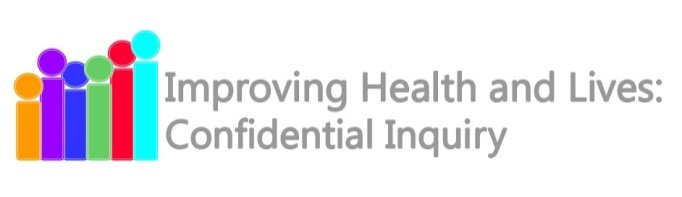 Improving Health and Lives:
Confidential Inquiry